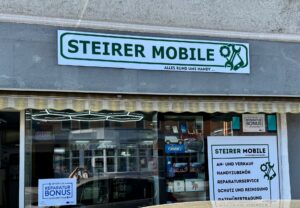 STEIRER MOBILE
ALLES RUND UMS HANDY...
REPARATUR
BONUS
BONUS
STEIRER MOBILE
AN- UND VERKAUF
HANDYZUBEHÖR
REPARATURSERVICE
SCHUTZ UND REINIGUNG
DATENÜBERTRAGUNG